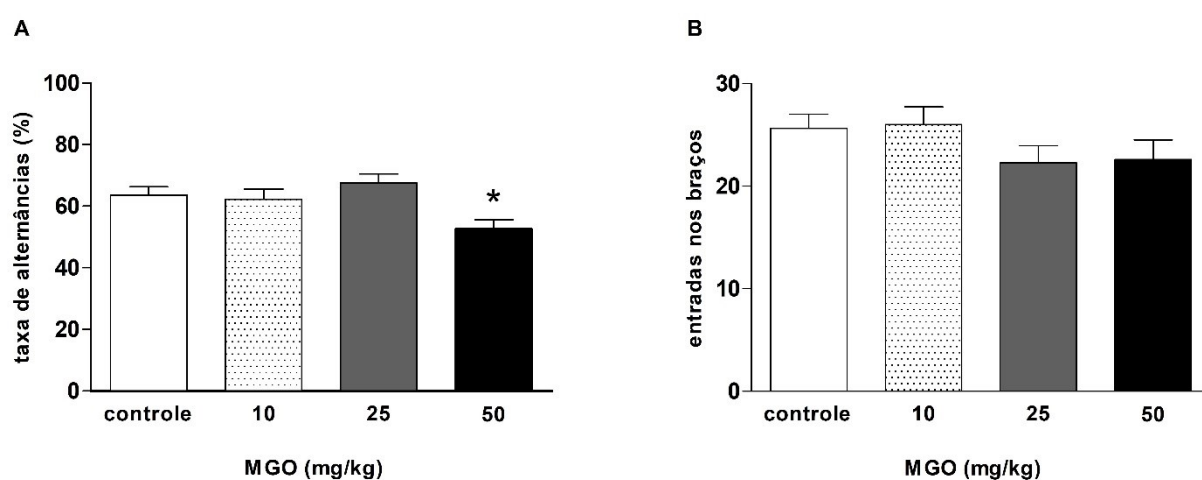 A
taxa de alternâncias (%)
100
80
60
40
20
0
*
controle 10 25 50
MGO (mg/kg)
B
entradas nos braços
30
20
10
0
controle 10 25 50
MGO (mg/kg)